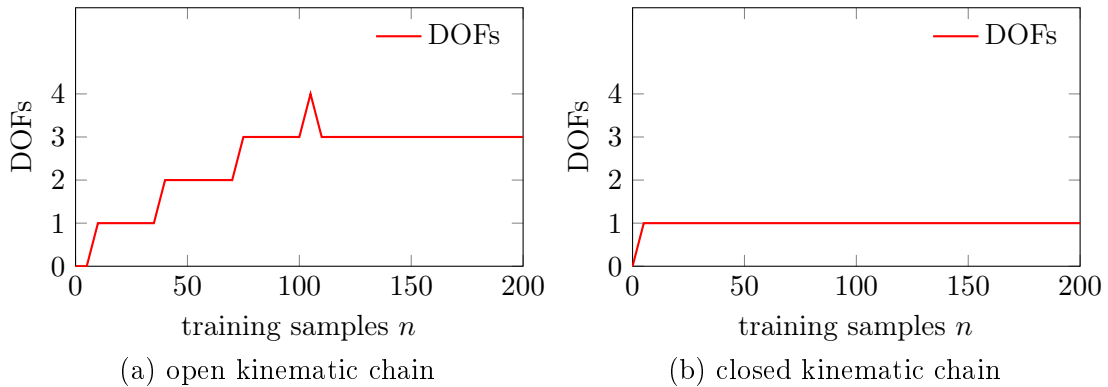 DOFs
4
3
2
1
0
DOFs
0 50 100 150 200
training samples n
(a) open kinematic chain
DOFs
4
3
2
1
0
DOFs
0 50 100 150 200
training samples n
(b) closed kinematic chain